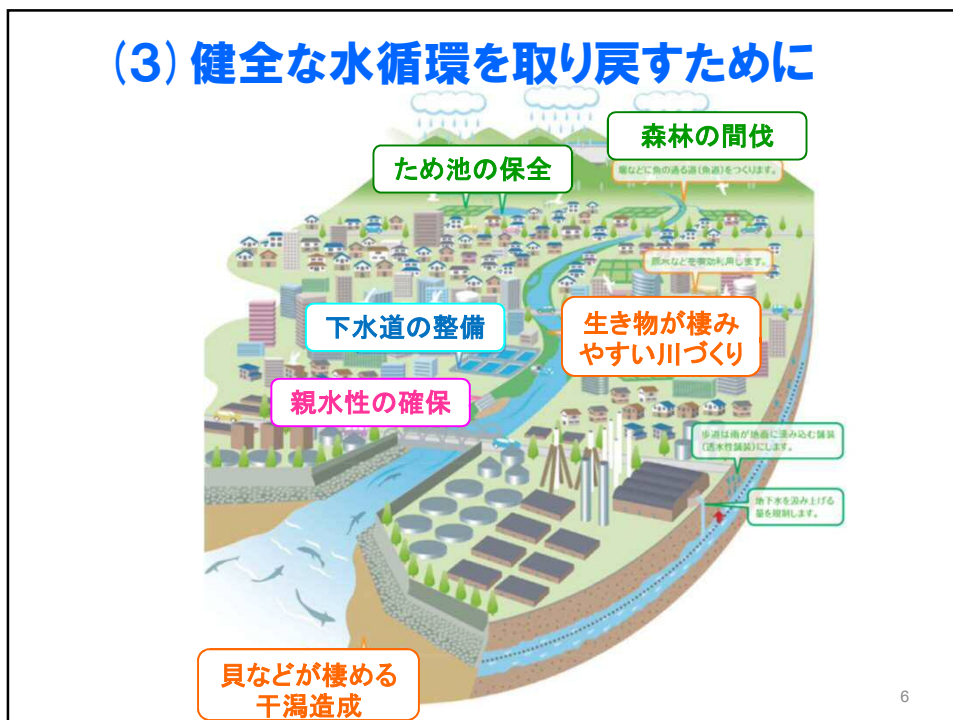 (3)健全な水循環を取り戻すために
森林の間伐
ため池の保全
堰などに魚の通る道(魚道)をつくります。
雨水などを有効利用します。
下水道の整備
生き物が棲み
やすい川づくり
親水性の確保
歩道は雨が地面に浸み込む舗装
(透水性舗装)にします。
地下水を汲み上げる
量を規制します。
貝などが棲める
干潟造成
6